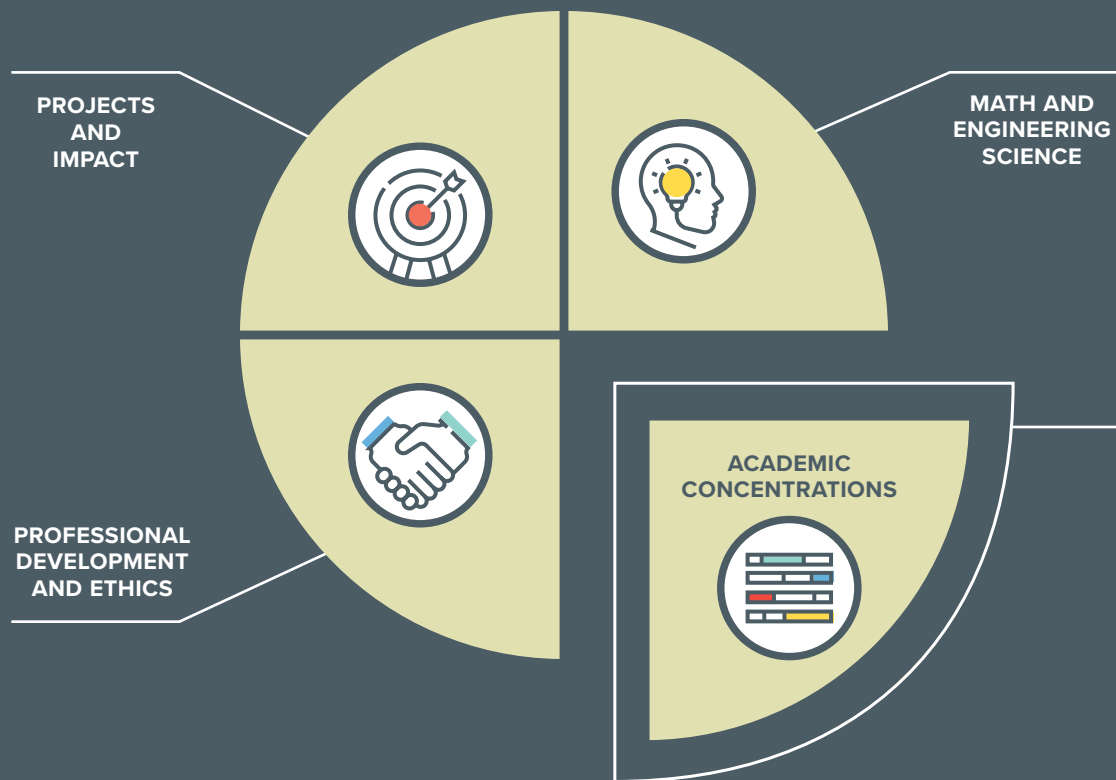 PROJECTS
AND
IMPACT
MATH AND
ENGINEERING
SCIENCE
ACADEMIC
CONCENTRATIONS
PROFESSIONAL
DEVELOPMENT
AND ETHICS